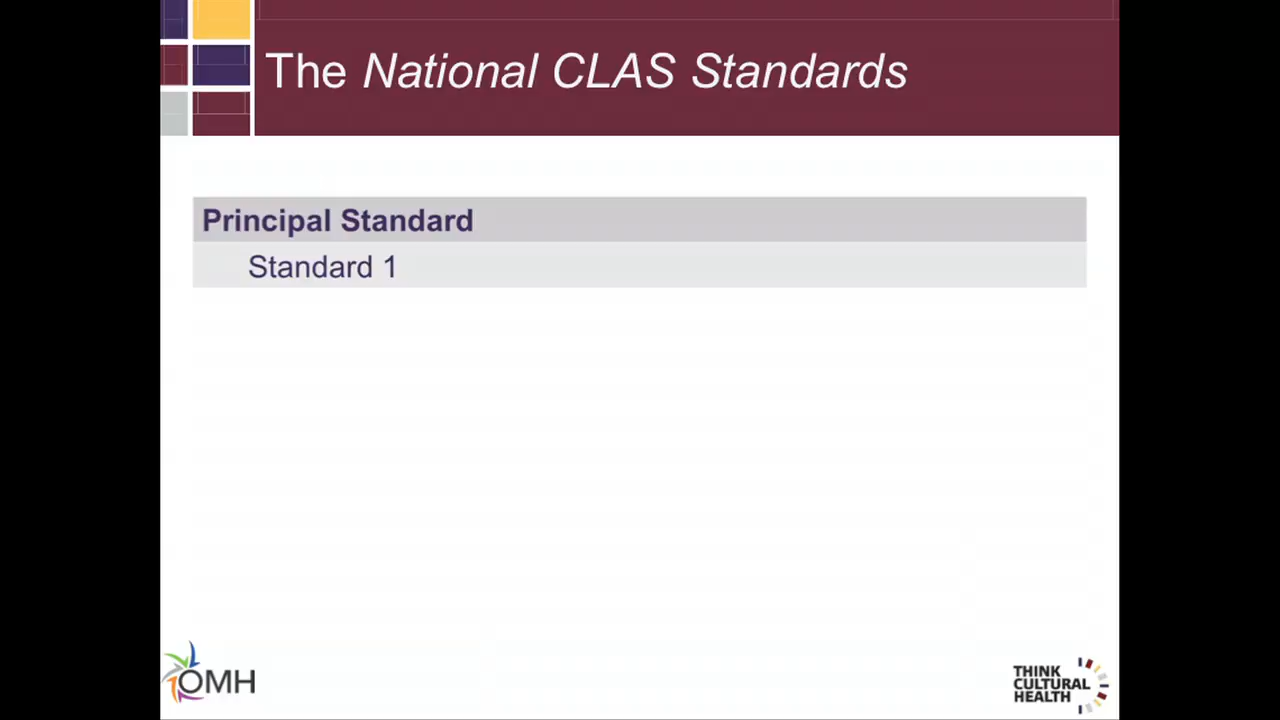 The National CLAS Standards
Principal Standard
Standard 1
OMH
THINK
CULTURAL
HEALTH